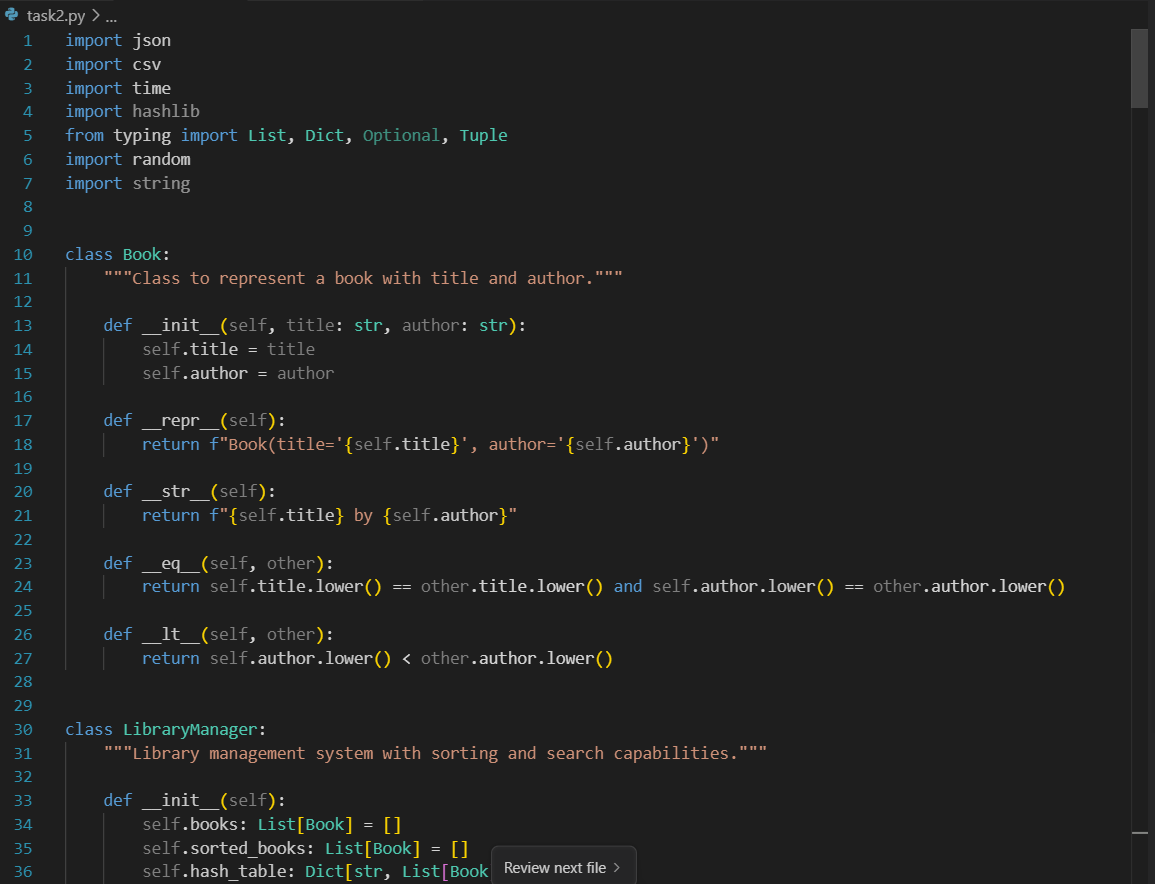 task2.py > ...
1 import json
2 import csv
3 import time
4 import hashlib
5 from typing import List, Dict, Optional, Tuple
6 import random
7 import string
8
9
10 class Book:
11     """Class to represent a book with title and author."""
12
13     def __init__(self, title: str, author: str):
14         self.title = title
15         self.author = author
16
17     def __repr__(self):
18         return f"Book(title='{self.title}', author='{self.author}')"
19
20     def __str__(self):
21         return f"{self.title} by {self.author}"
22
23     def __eq__(self, other):
24         return self.title.lower() == other.title.lower() and self.author.lower() == other.author.lower()
25
26     def __lt__(self, other):
27         return self.author.lower() < other.author.lower()
28
29
30 class LibraryManager:
31     """Library management system with sorting and search capabilities."""
32
33     def __init__(self):
34         self.books: List[Book] = []
35         self.sorted_books: List[Book] = []
36         self.hash_table: Dict[str, List[Book
Review next file >